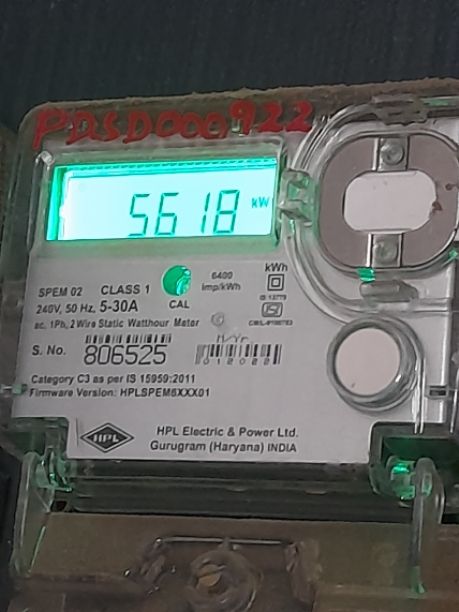 PDSD000922
5618 kW
SPEM 02 CLASS 1
6400 imp/kWh
kWh
240V, 50 Hz, 5-30A
CAL
ac, 1Ph, 2 Wire Static Watthour Meter
S. No. 806525
M/Yr.
012022
Category C3 as per IS 15959:2011
Firmware Version: HPLSPEM6XXX01
HPL
HPL Electric & Power Ltd.
Gurugram (Haryana) INDIA